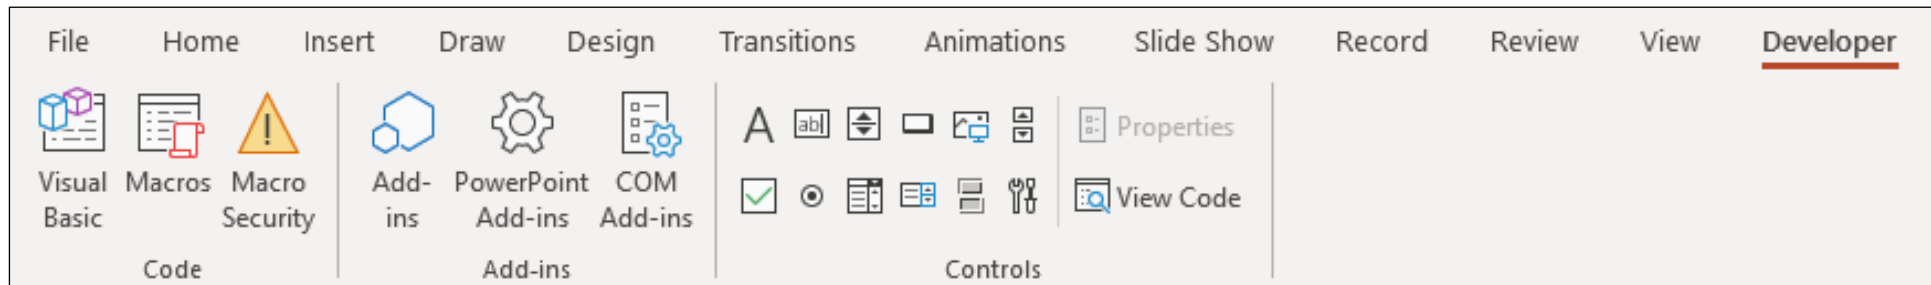 File Home Insert Draw Design Transitions Animations Slide Show Record Review View Developer
A ab Properties
Visual Macros Macro Add- PowerPoint COM
Basic Security ins Add-ins Add-ins View Code
Code Add-ins Controls